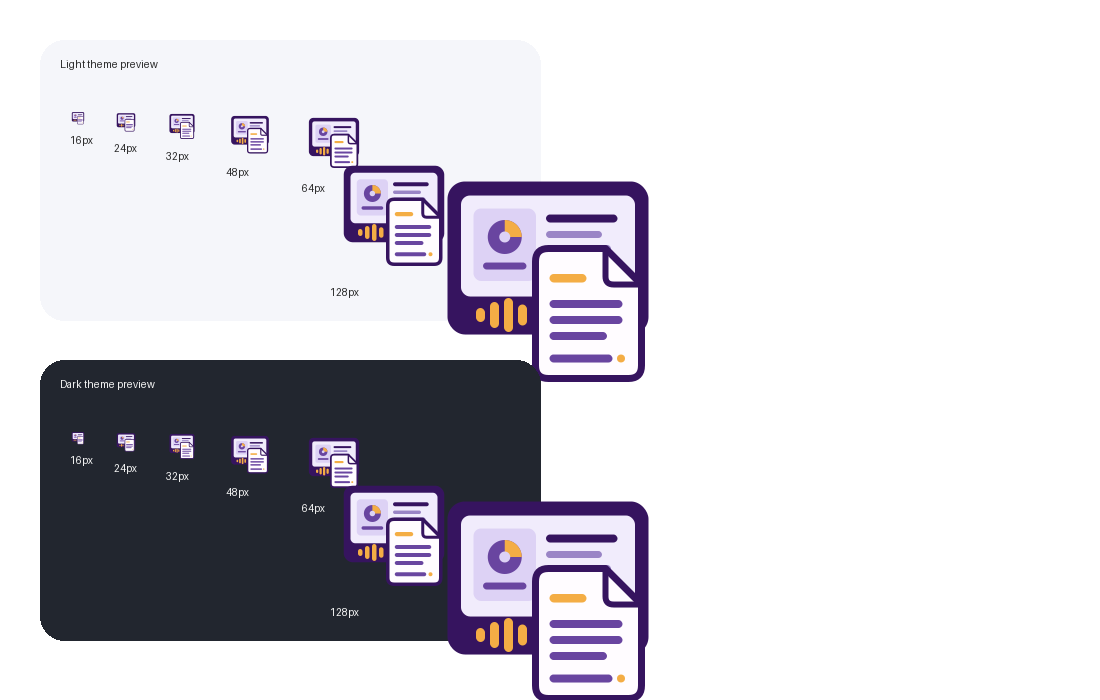 Light theme preview
16px
24px
32px
48px
64px
128px
Dark theme preview
16px
24px
32px
48px
64px
128px